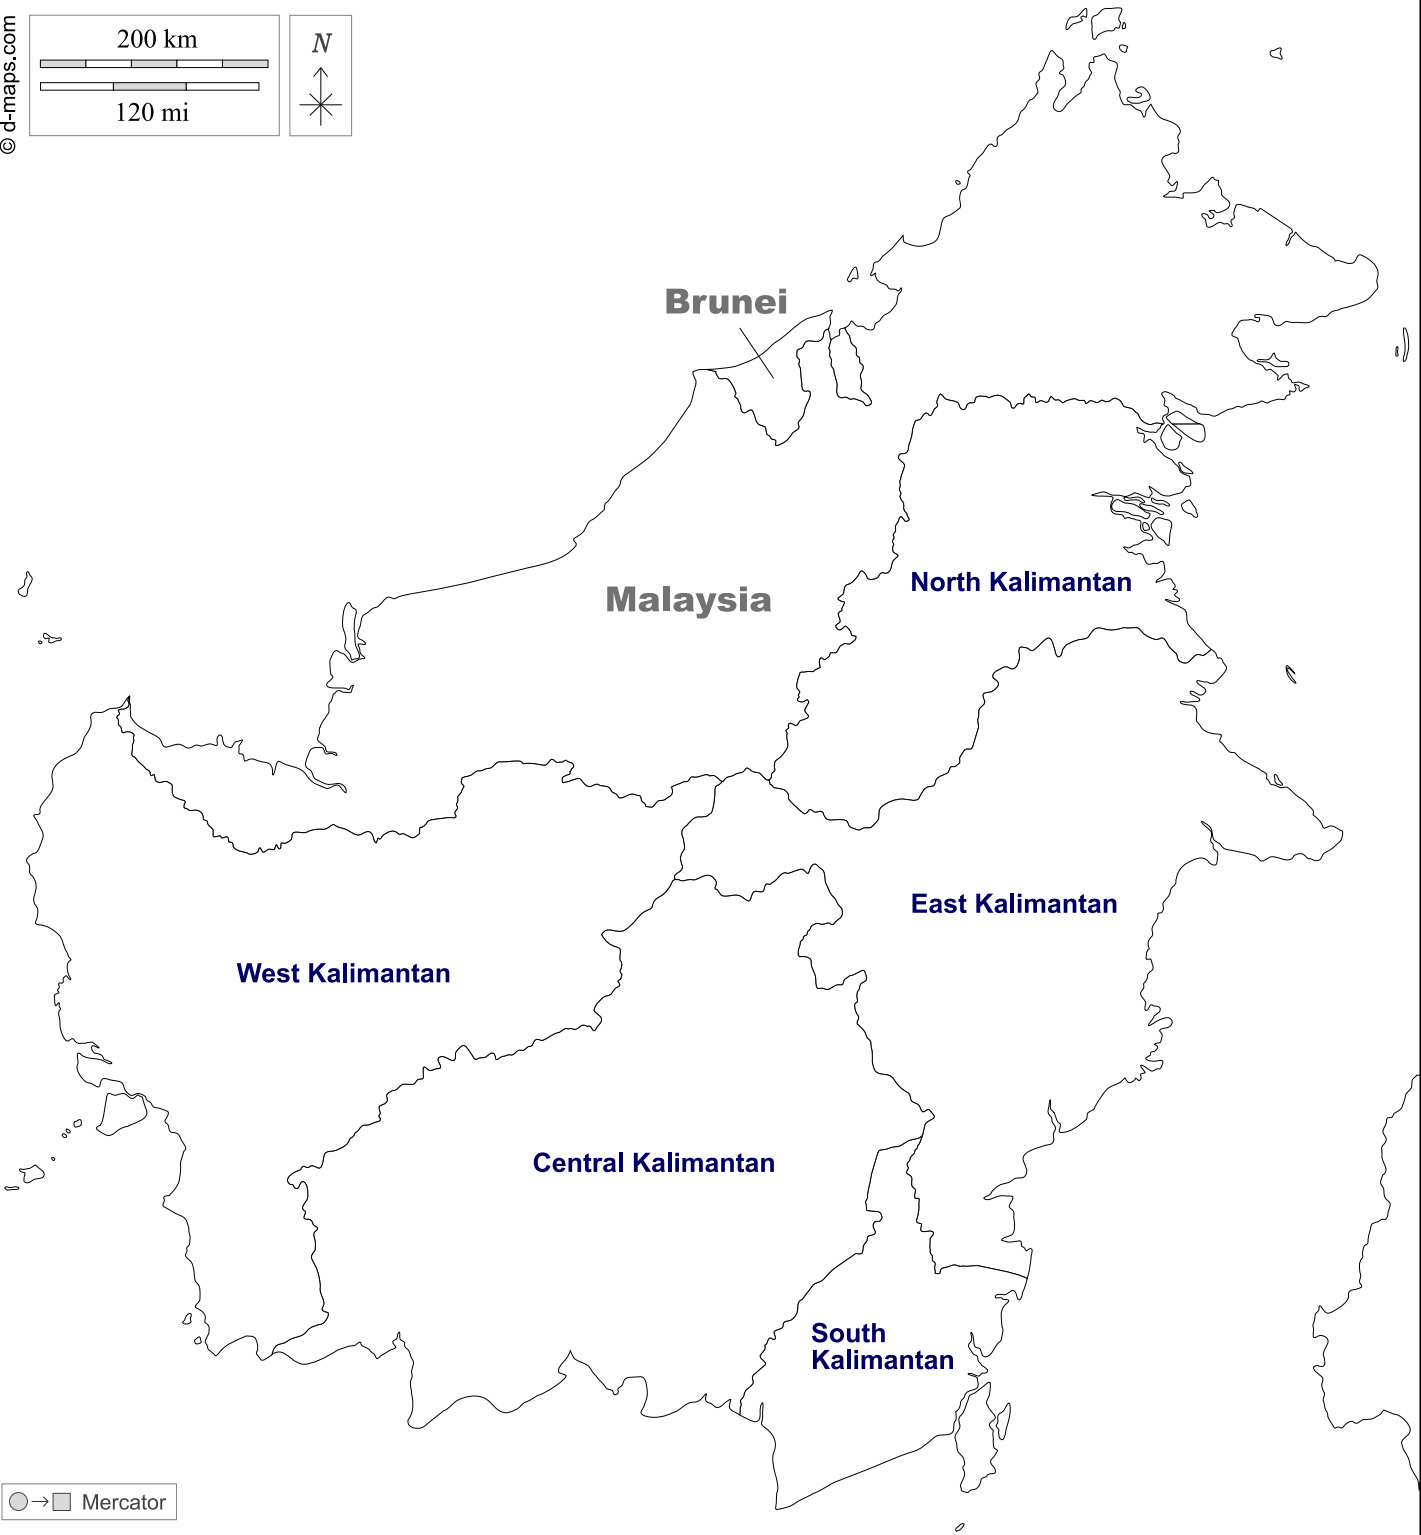 © d-maps.com
200 km
120 mi
N
Brunei
Malaysia
North Kalimantan
East Kalimantan
West Kalimantan
Central Kalimantan
South
Kalimantan
Mercator